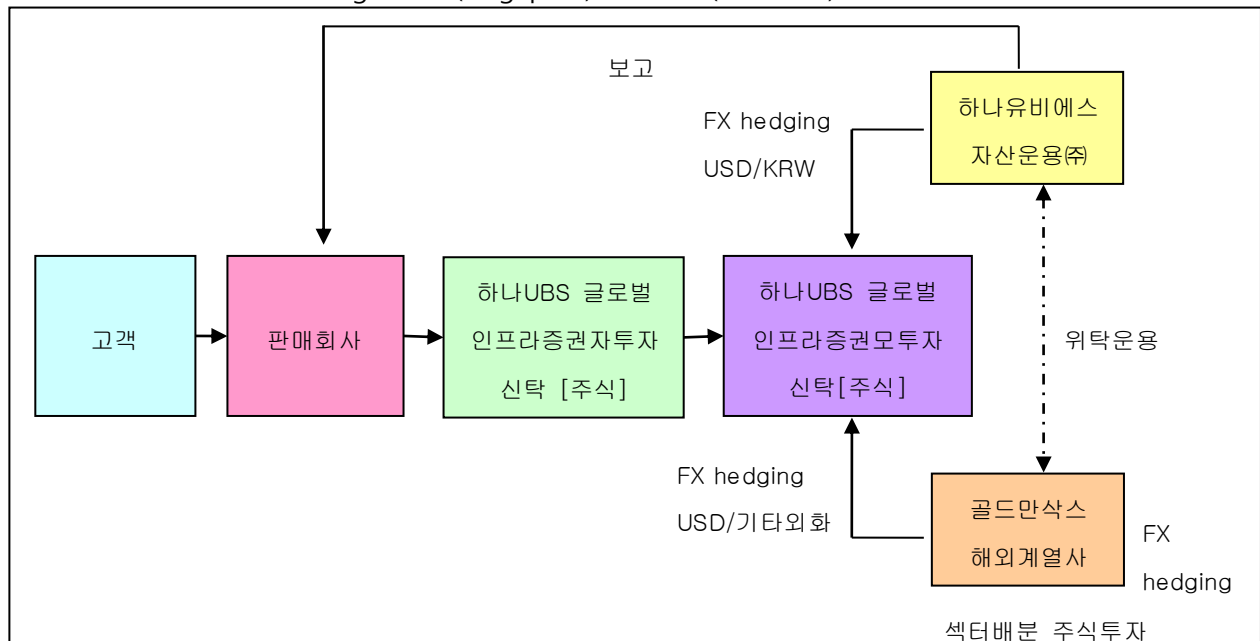 보고
하나유비에스
자산운용㈜
FX hedging
USD/KRW
고객
판매회사
하나UBS 글로벌
인프라증권자투자
신탁 [주식]
하나UBS 글로벌
인프라증권모투자
신탁[주식]
위탁운용
FX hedging
USD/기타외화
골드만삭스
해외계열사
FX
hedging
섹터배분 주식투자